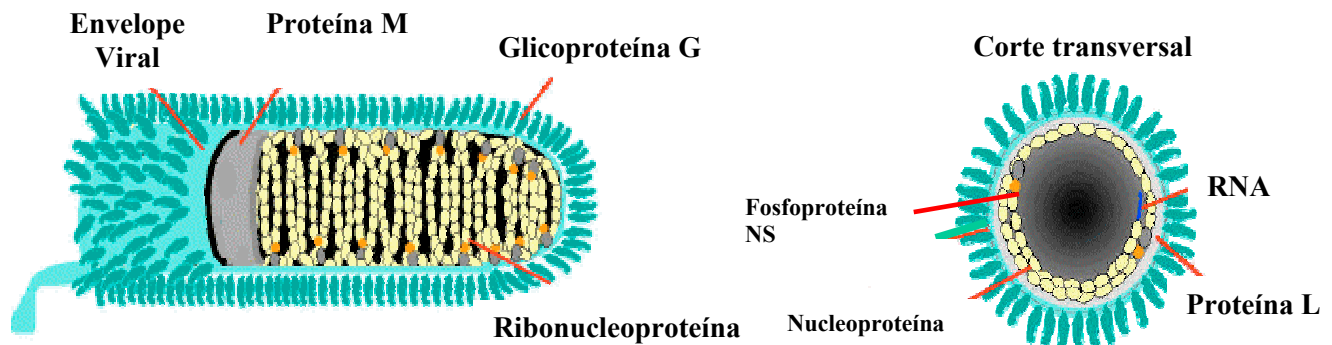 Envelope
Viral
Proteína M
Glicoproteína G
Ribonucleoproteína
Corte transversal
Fosfoproteína
NS
RNA
Nucleoproteína
Proteína L